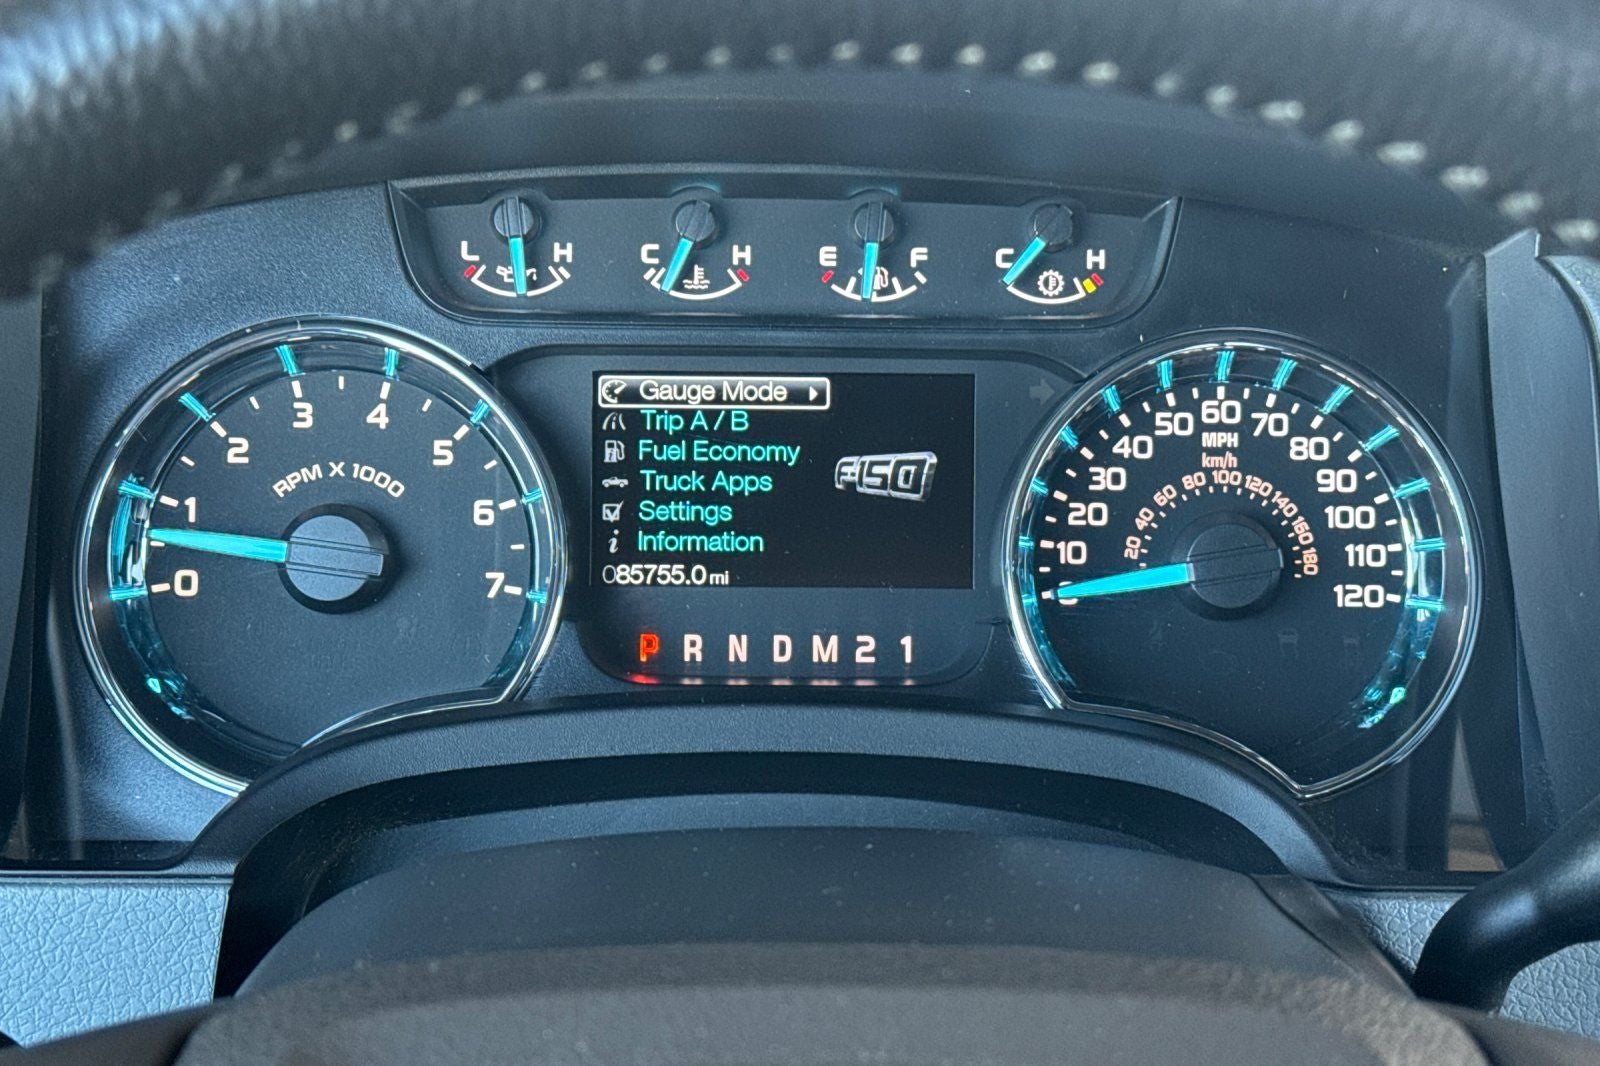 L H C H E F C H
Gauge Mode
Trip A / B
Fuel Economy
Truck Apps
Settings
i Information
085755.0 mi
F-150
P R N D M 2 1
0 1 2 3 4 5 6 7
RPM X 1000
0 10 20 30 40 50 60 70 80 90 100 110 120
MPH
km/h
20 40 60 80 100 120 140 160 180